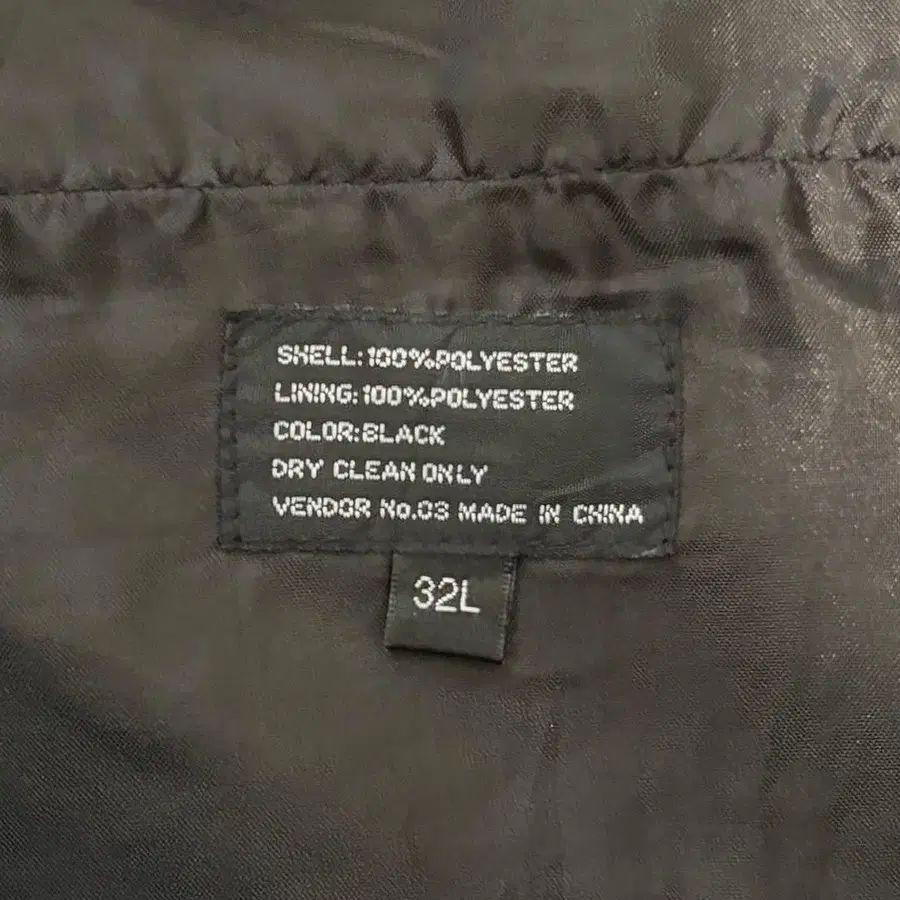 SHELL:100%POLYESTER
LINING:100%POLYESTER
COLOR:BLACK
DRY CLEAN ONLY
VENDOR No.03 MADE IN CHINA
32L